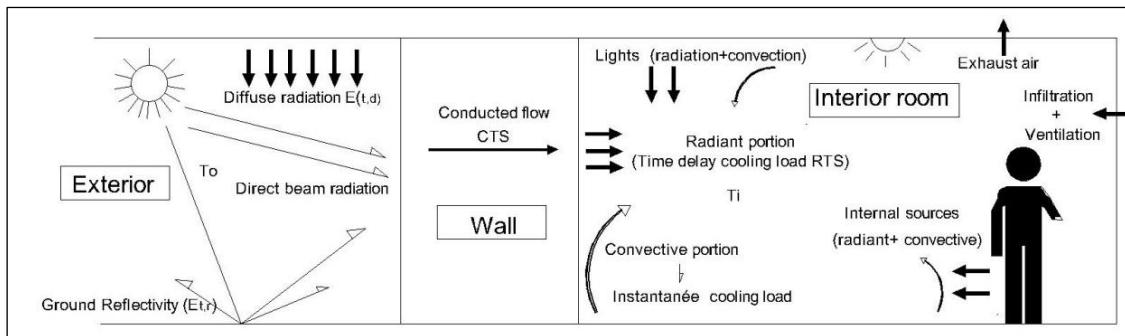 Diffuse radiation E(t,d)
To
Exterior
Direct beam radiation
Ground Reflectivity (Et,r)
Conducted flow
CTS
Wall
Lights (radiation+convection)
Exhaust air
Interior room
Infiltration
+
Ventilation
Radiant portion
(Time delay cooling load RTS)
Ti
Internal sources
(radiant+ convective)
Convective portion
Instantanée cooling load